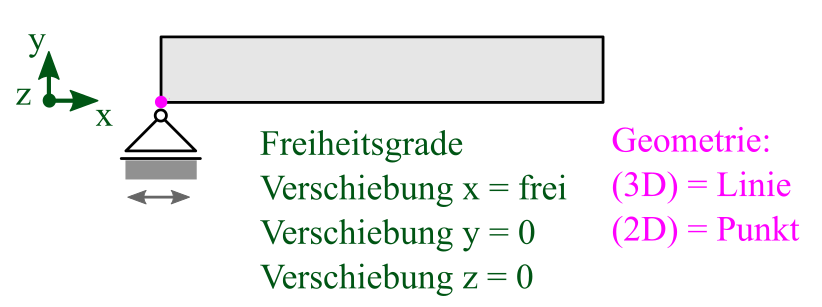 y
z
x
Freiheitsgrade
Verschiebung x = frei
Verschiebung y = 0
Verschiebung z = 0
Geometrie:
(3D) = Linie
(2D) = Punkt